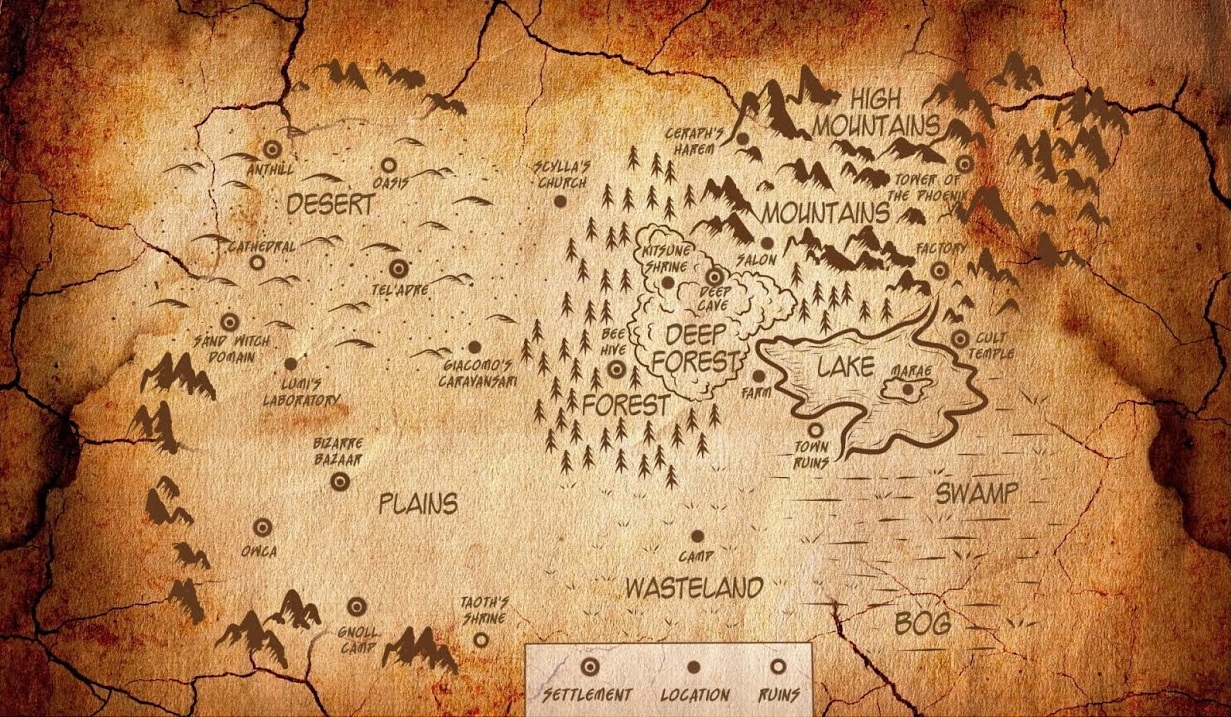 HIGH
MOUNTAINS
CERAPH'S
HAREM
ANTHILL
OASIS
SCYLLA'S
CHURCH
TOWER OF
THE PHOENIX
DESERT
MOUNTAINS
CATHEDRAL
KITSUNE
SHRINE
SALON
FACTORY
TEL'ADRE
DEEP
CAVE
SAND WITCH
DOMAIN
BEE
HIVE
DEEP
FOREST
CULT
TEMPLE
LAKE
MARAE
GIACOMO'S
CARAVANSARI
LUMI'S
LABORATORY
FARM
FOREST
BIZARRE
BAZAAR
TOWN
RUINS
PLAINS
SWAMP
OWCA
CAMP
WASTELAND
TAOTH'S
SHRINE
GNOLL
CAMP
BOG
SETTLEMENT LOCATION RUINS